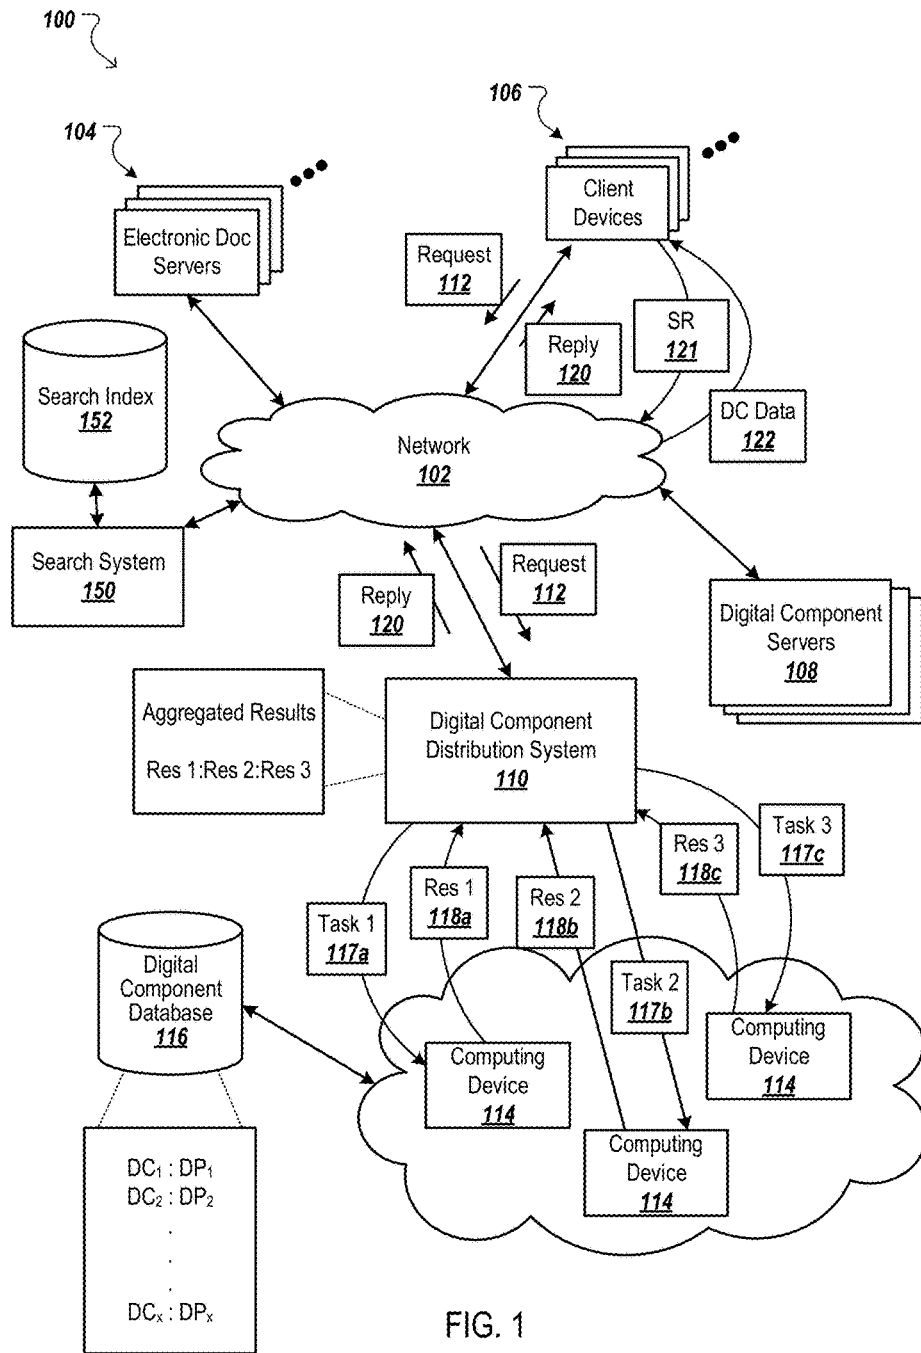 100
104
106
Electronic Doc
Servers
Client
Devices
Request
112
Reply
120
SR
121
DC Data
122
Search Index
152
Network
102
Search System
150
Reply
120
Request
112
Digital Component
Servers
108
Aggregated Results
Res 1:Res 2:Res 3
Digital Component
Distribution System
110
Task 1
117a
Res 1
118a
Res 2
118b
Task 2
117b
Res 3
118c
Task 3
117c
Digital
Component
Database
116
Computing
Device
114
Computing
Device
114
Computing
Device
114
DC₁ : DP₁
DC₂ : DP₂
.
.
.
DCₓ : DPₓ
FIG. 1